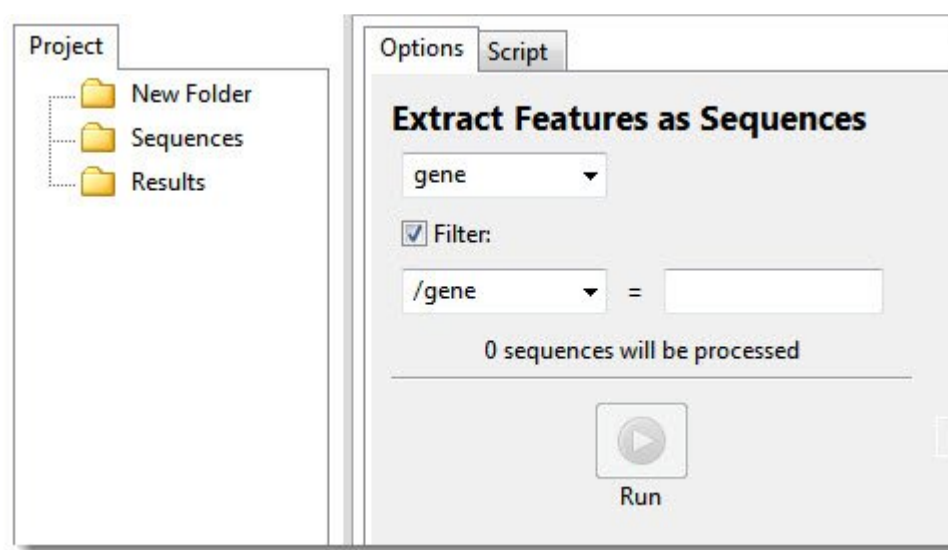 Project
New Folder
Sequences
Results
Options Script
Extract Features as Sequences
gene
Filter:
/gene =
0 sequences will be processed
Run